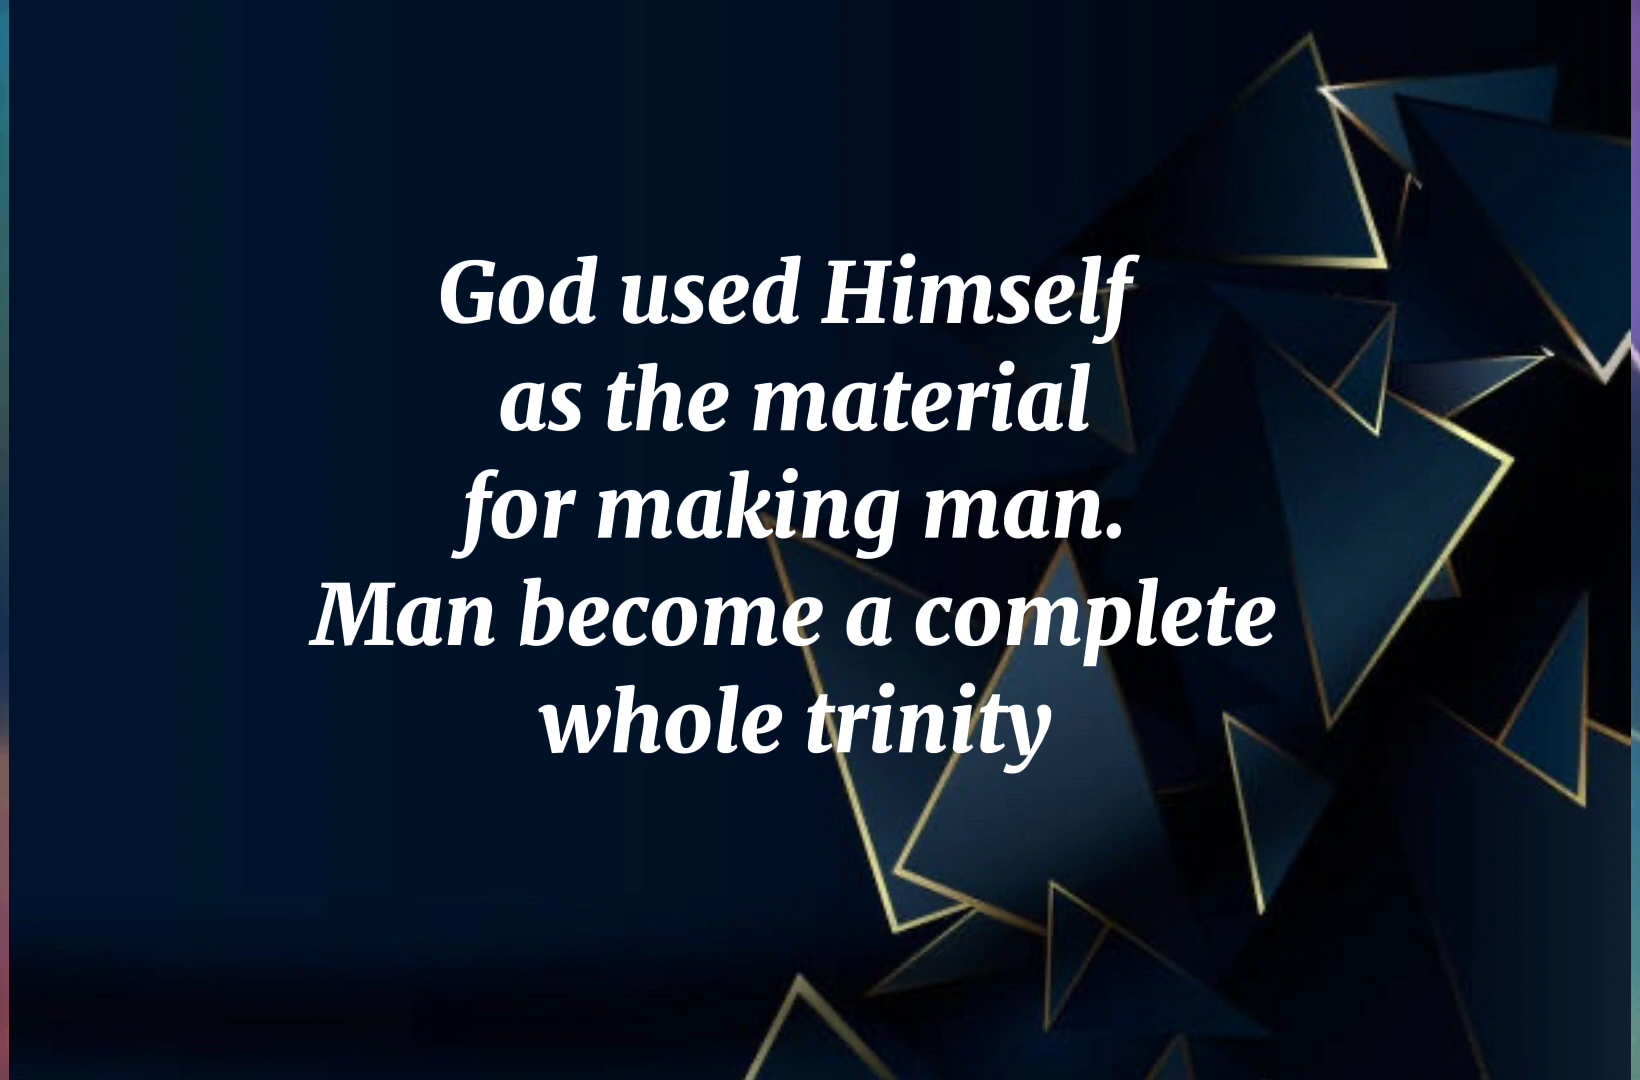 God used Himself
as the material
for making man.
Man become a complete
whole trinity